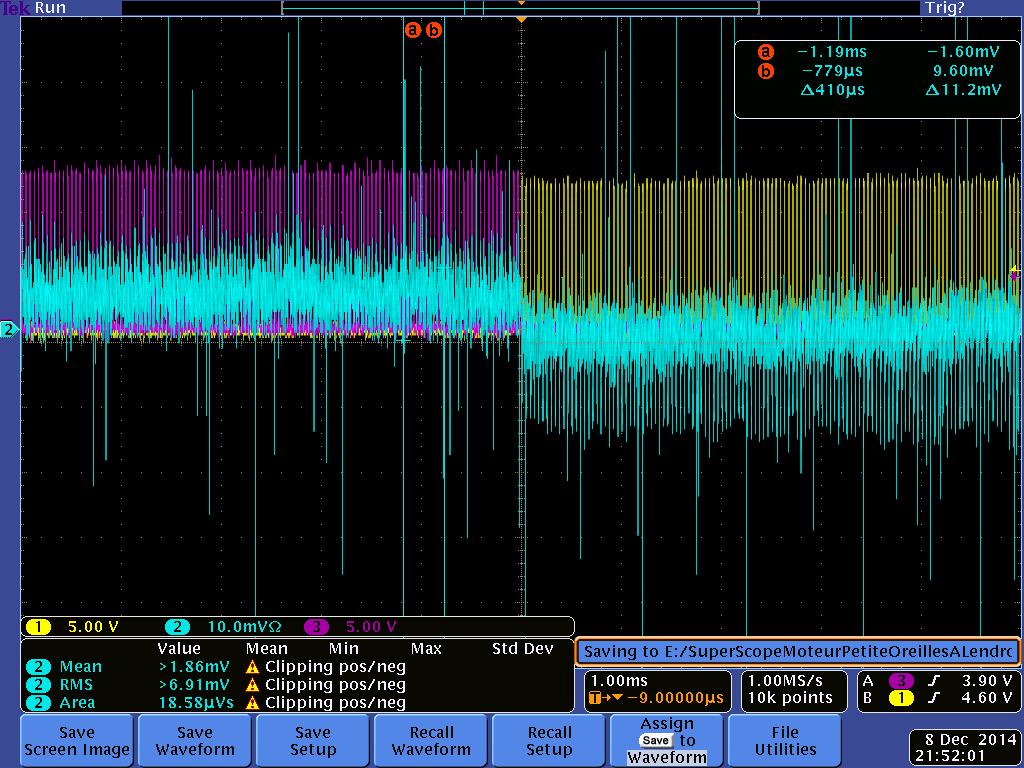 Tek Run Trig?
a b
a −1.19ms −1.60mV
b −779µs 9.60mV
Δ410µs Δ11.2mV
2
1 5.00 V 2 10.0mVΩ 3 5.00 V
Value Mean Min Max Std Dev
2 Mean >1.86mV Clipping pos/neg
2 RMS >6.91mV Clipping pos/neg
2 Area 18.58µVs Clipping pos/neg
Saving to E:/SuperScopeMoteurPetiteOreillesALendrc
1.00ms
T→▼−9.00000µs
1.00MS/s
10k points
A 3 3.90 V
B 1 4.60 V
Save
Screen Image
Save
Waveform
Save
Setup
Recall
Waveform
Recall
Setup
Assign
Save to
Waveform
File
Utilities
8 Dec 2014
21:52:01